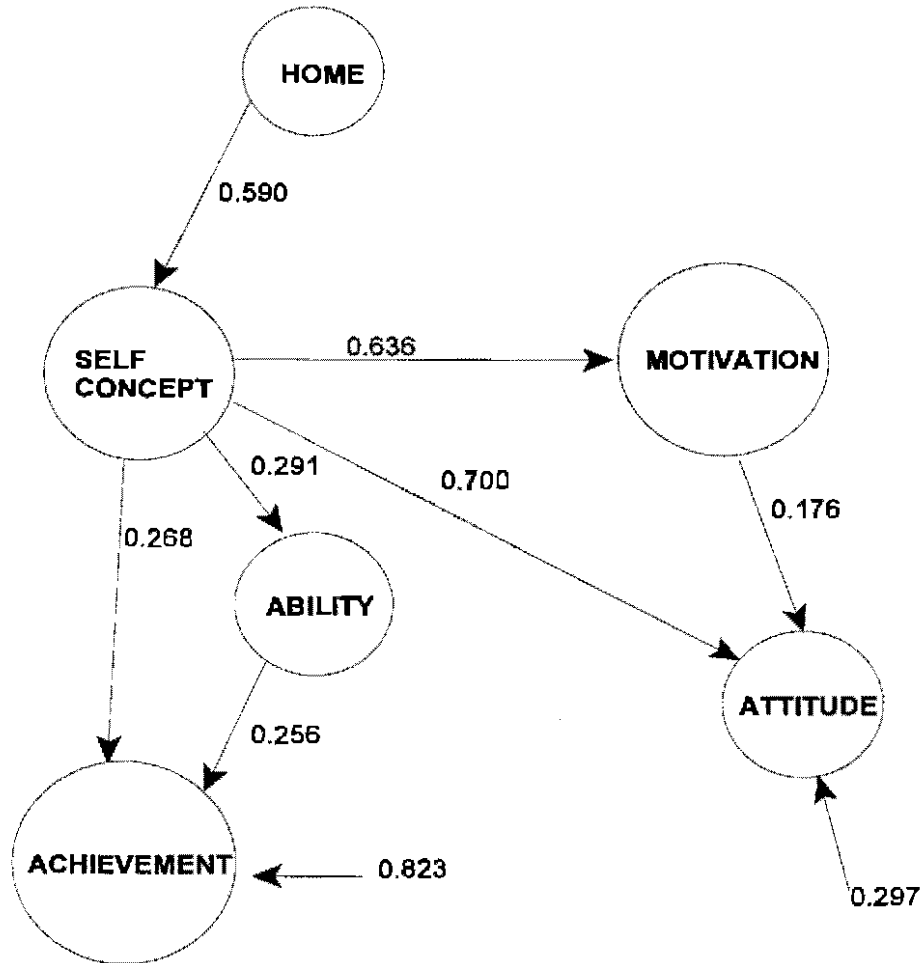 HOME
0.590
SELF
CONCEPT
0.636
MOTIVATION
0.291
0.700
0.176
0.268
ABILITY
ATTITUDE
0.256
ACHIEVEMENT
0.823
0.297